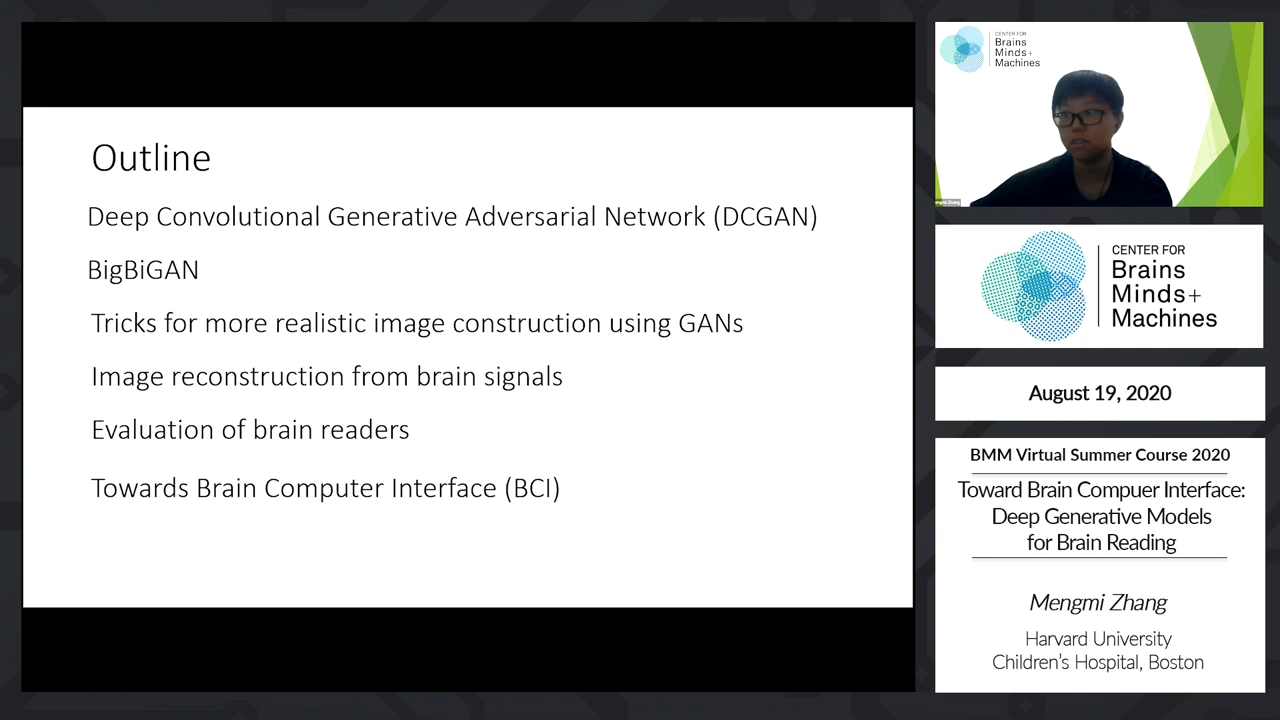 Outline
Deep Convolutional Generative Adversarial Network (DCGAN)
BigBiGAN
Tricks for more realistic image construction using GANs
Image reconstruction from brain signals
Evaluation of brain readers
Towards Brain Computer Interface (BCI)
CENTER FOR
Brains
Minds+
Machines
Mengmi Zhang
CENTER FOR
Brains
Minds+
Machines
August 19, 2020
BMM Virtual Summer Course 2020
Toward Brain Compuer Interface:
Deep Generative Models
for Brain Reading
Mengmi Zhang
Harvard University
Children's Hospital, Boston